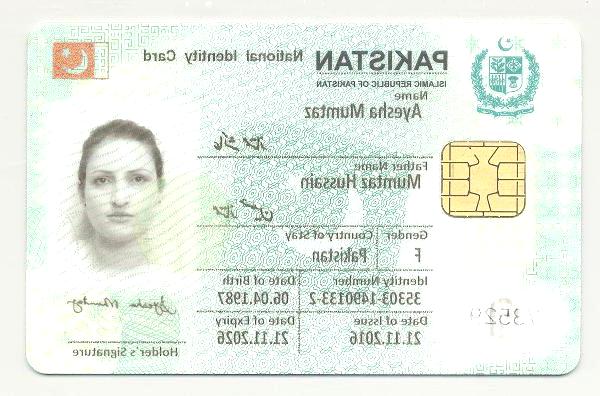 PAKISTAN National Identity Card
ISLAMIC REPUBLIC OF PAKISTAN
Name
Ayesha Mumtaz
Father Name
Mumtaz Hussain
Gender Country of Stay
F Pakistan
Identity Number Date of Birth
35303-1490133-2 06.04.1987
Date of Issue Date of Expiry
21.11.2016 21.11.2026
Ayesha Mumtaz
Holder's Signature